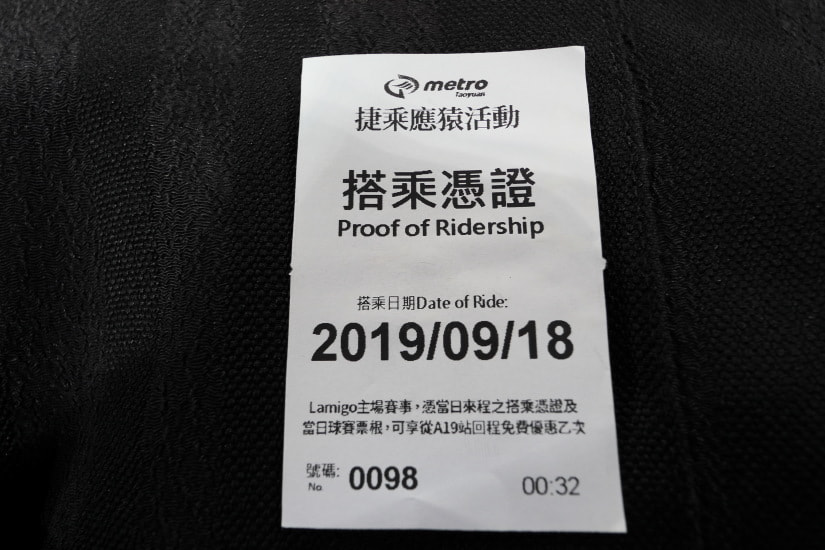 metro
Taoyuan
捷乘應猿活動
搭乘憑證
Proof of Ridership
搭乘日期Date of Ride:
2019/09/18
Lamigo主場賽事，憑當日來程之搭乘憑證及
當日球賽票根，可享從A19站回程免費優惠乙次
號碼: 0098
No.
00:32